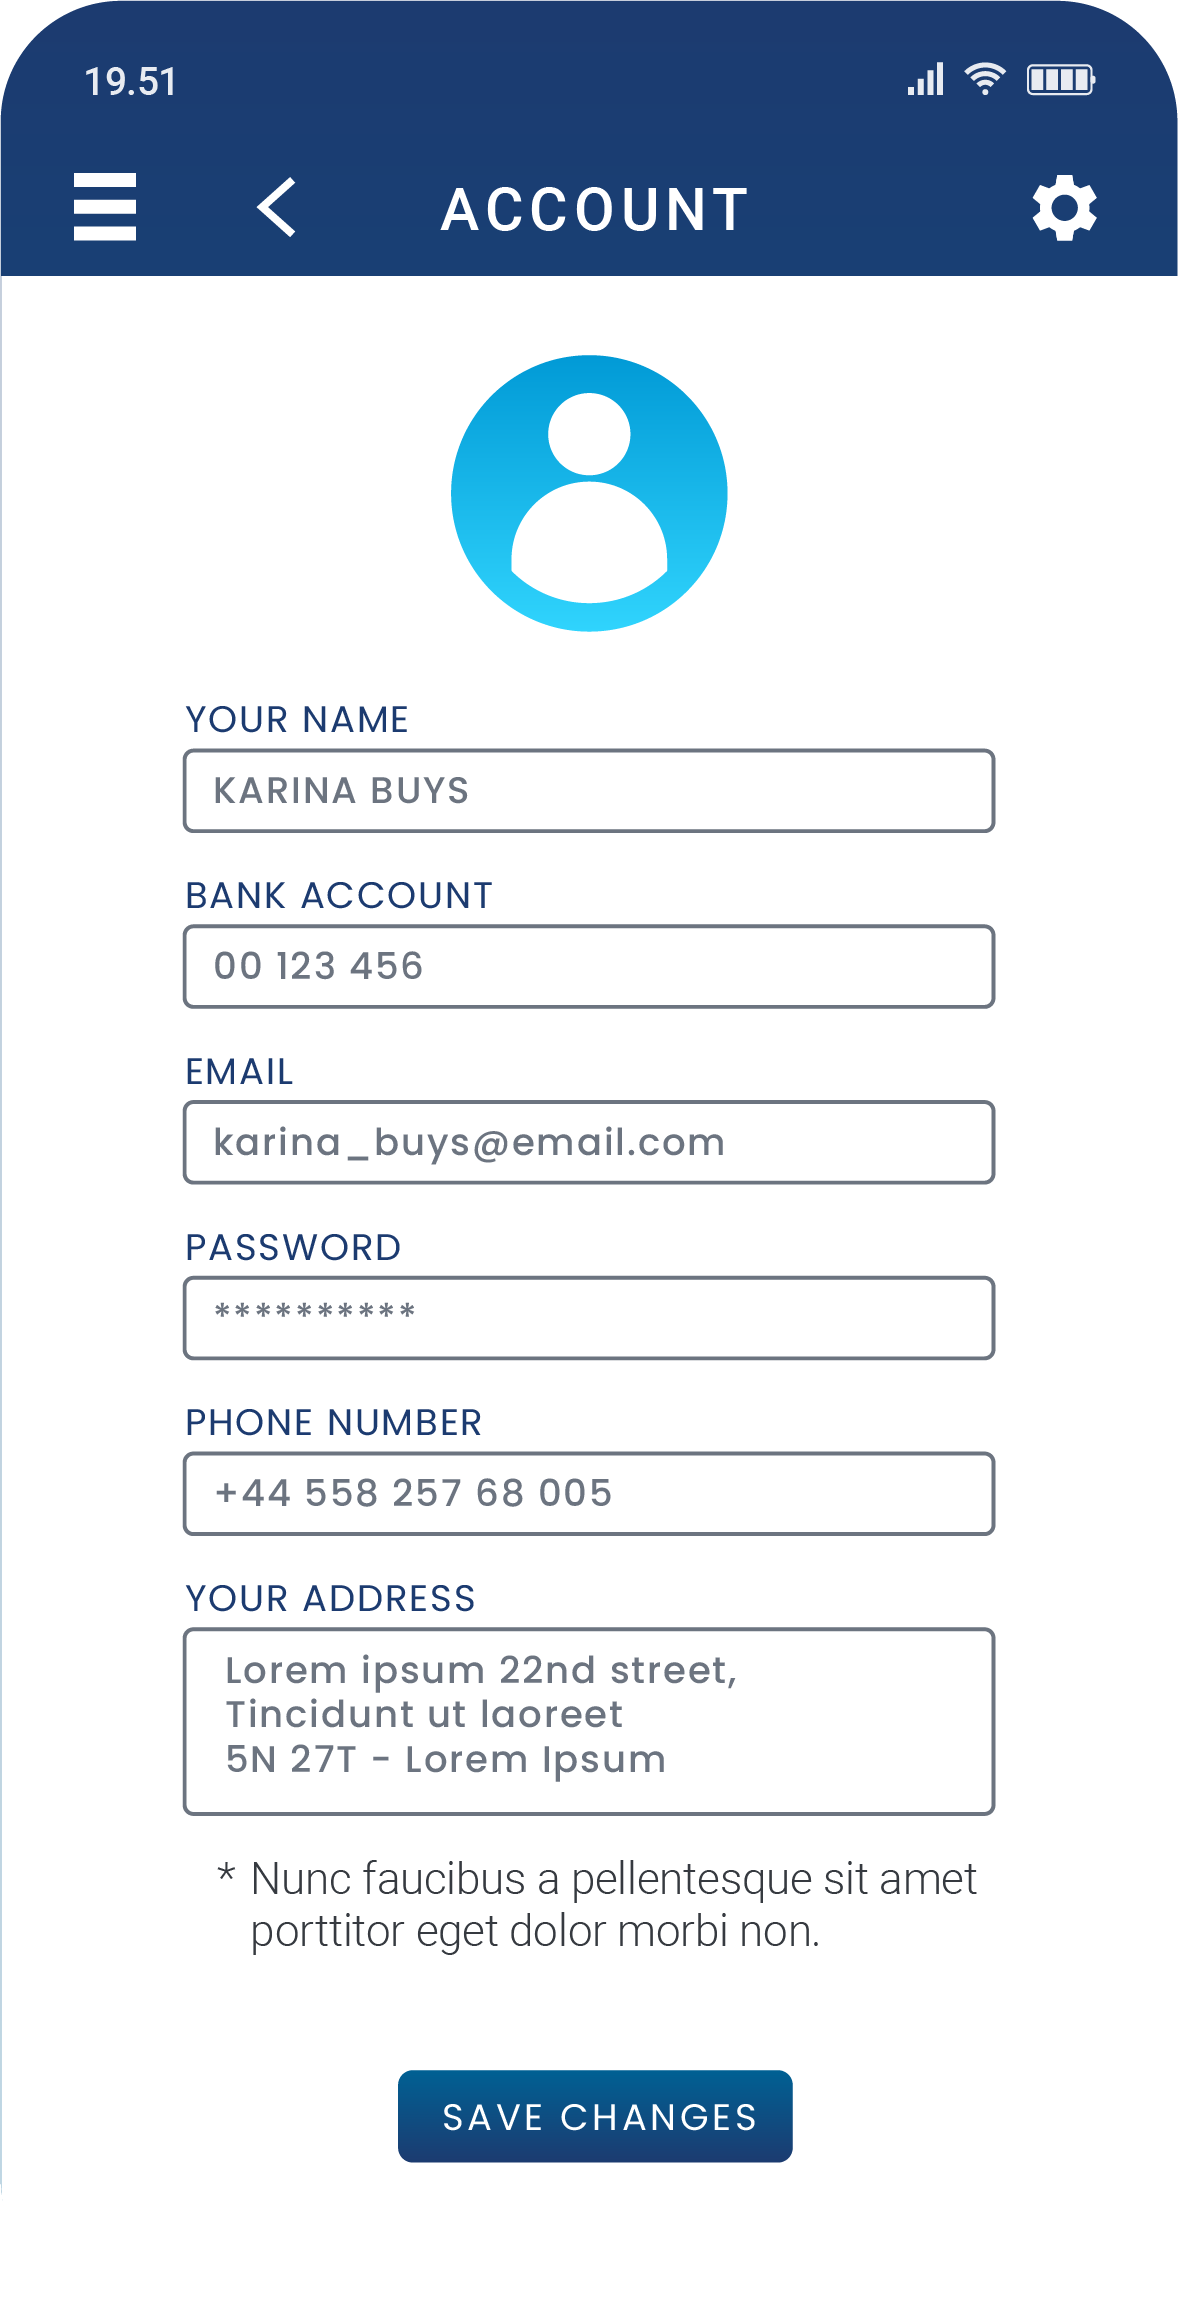 19.51
ACCOUNT
YOUR NAME
KARINA BUYS
BANK ACCOUNT
00 123 456
EMAIL
karina_buys@email.com
PASSWORD
**********
PHONE NUMBER
+44 558 257 68 005
YOUR ADDRESS
Lorem ipsum 22nd street,
Tincidunt ut laoreet
5N 27T - Lorem Ipsum
* Nunc faucibus a pellentesque sit amet
porttitor eget dolor morbi non.
SAVE CHANGES